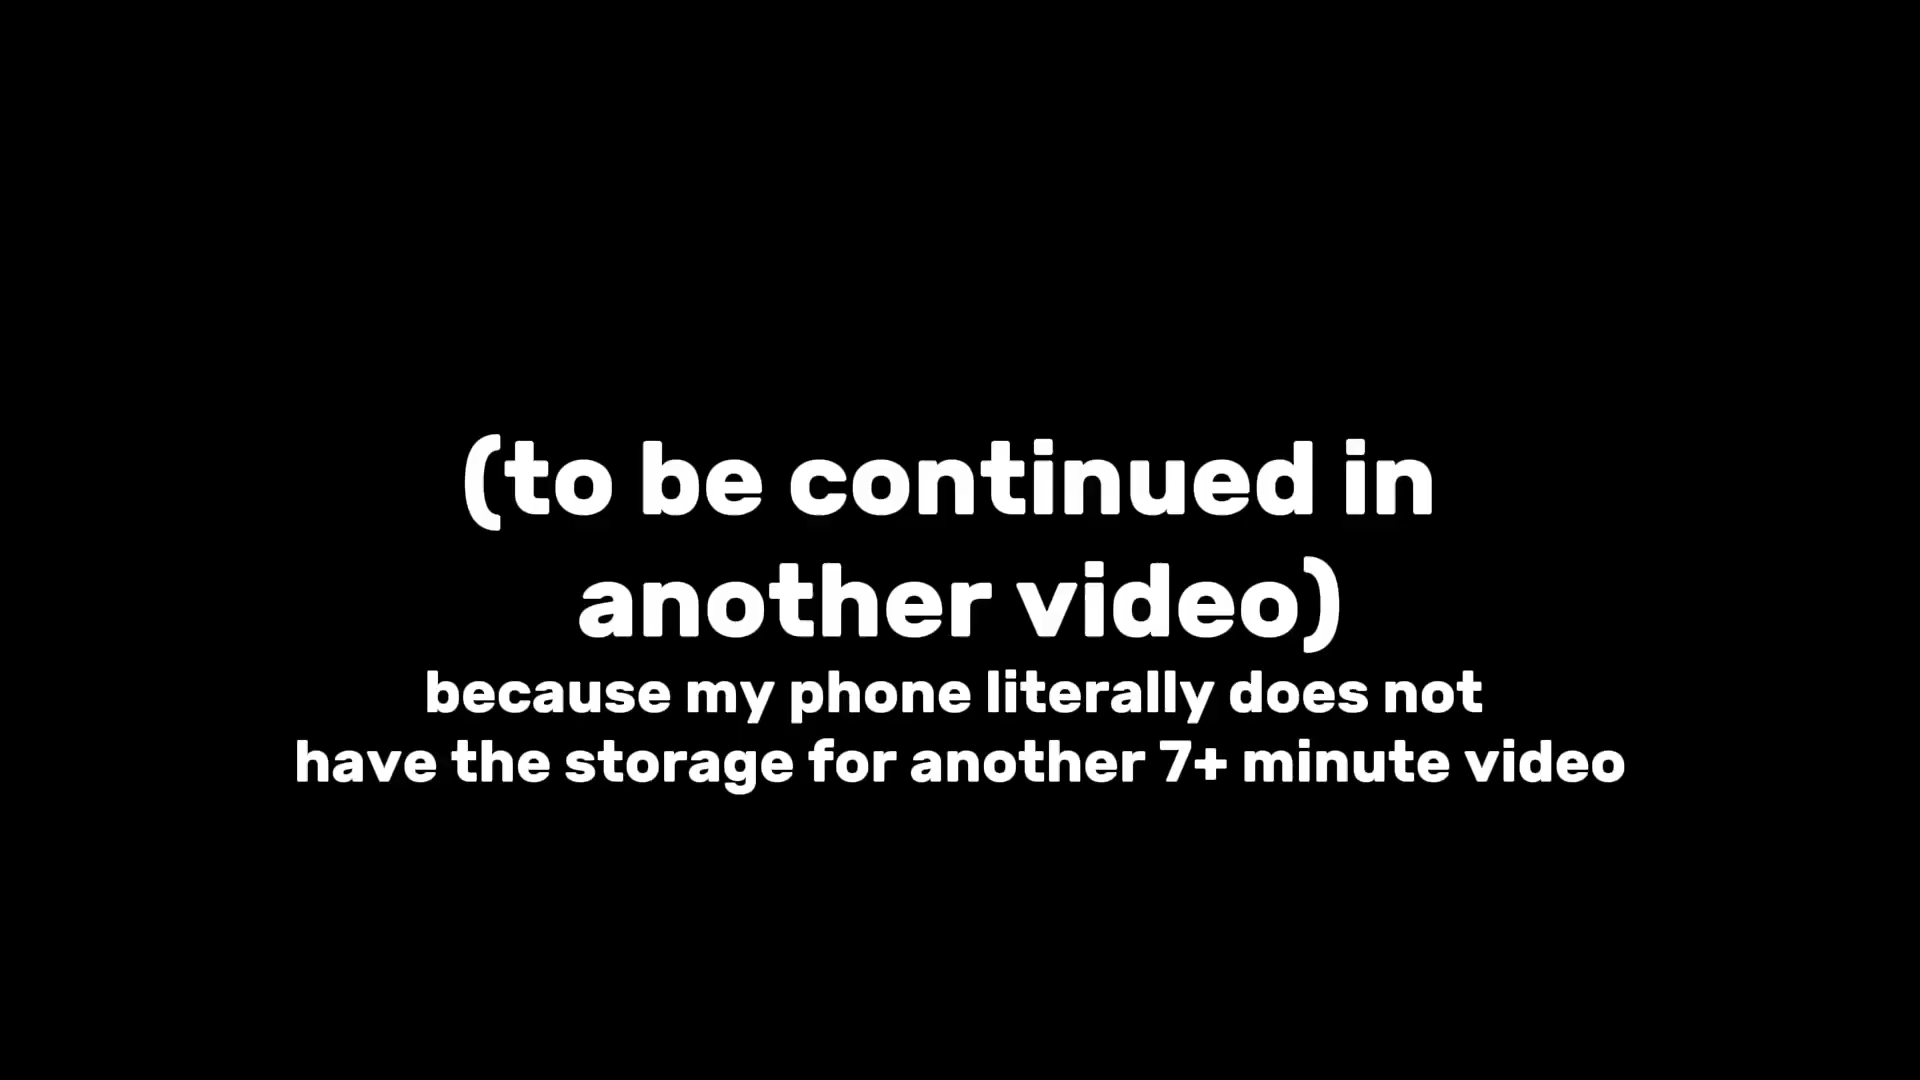 (to be continued in
another video)
because my phone literally does not
have the storage for another 7+ minute video